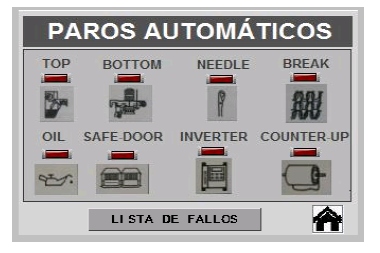 PAROS AUTOMÁTICOS
TOP BOTTOM NEEDLE BREAK
OIL SAFE-DOOR INVERTER COUNTER-UP
LISTA DE FALLOS